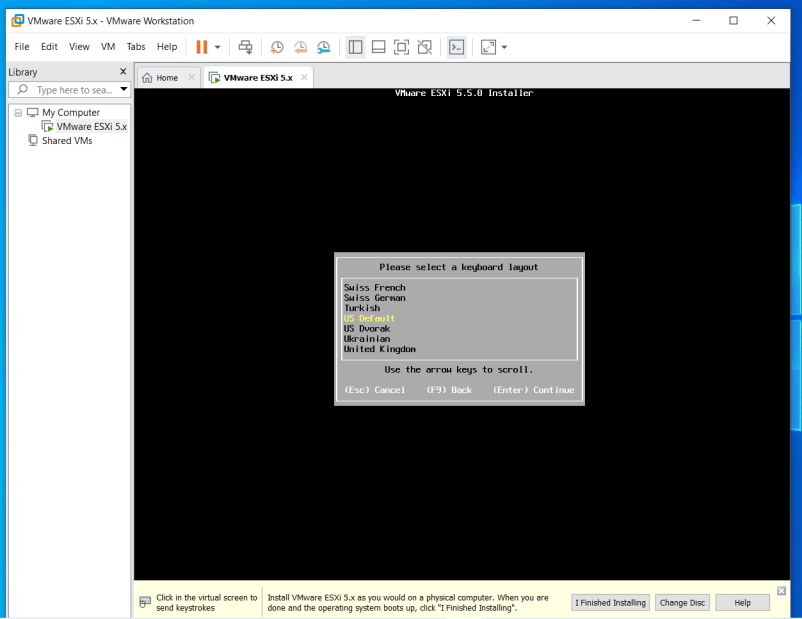 VMware ESXi 5.x - VMware Workstation
File Edit View VM Tabs Help
Library
Type here to sea...
My Computer
VMware ESXi 5.x
Shared VMs
Home
VMware ESXi 5.x
VMware ESXi 5.5.0 Installer
Please select a keyboard layout
Swiss French
Swiss German
Turkish
US Default
US Dvorak
Ukrainian
United Kingdom
Use the arrow keys to scroll.
(Esc) Cancel (F9) Back (Enter) Continue
Click in the virtual screen to
send keystrokes
Install VMware ESXi 5.x as you would on a physical computer. When you are
done and the operating system boots up, click "I Finished Installing".
I Finished Installing
Change Disc
Help